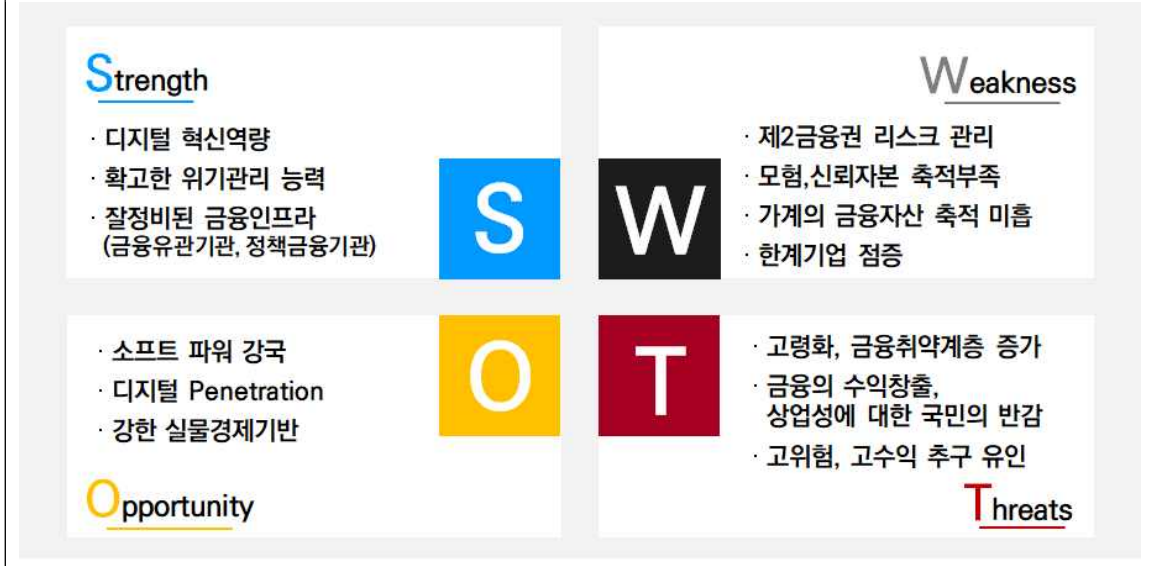 Strength
· 디지털 혁신역량
· 확고한 위기관리 능력
· 잘정비된 금융인프라
(금융유관기관, 정책금융기관)
S
Weakness
· 제2금융권 리스크 관리
· 모험,신뢰자본 축적부족
· 가계의 금융자산 축적 미흡
· 한계기업 점증
W
· 소프트 파워 강국
· 디지털 Penetration
· 강한 실물경제기반
Opportunity
O
T
· 고령화, 금융취약계층 증가
· 금융의 수익창출,
상업성에 대한 국민의 반감
· 고위험, 고수익 추구 유인
Threats